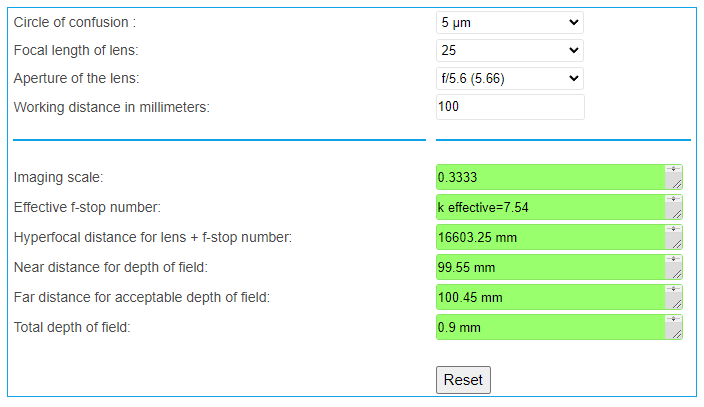 Circle of confusion : 5 µm
Focal length of lens: 25
Aperture of the lens: f/5.6 (5.66)
Working distance in millimeters: 100
Imaging scale: 0.3333
Effective f-stop number: k effective=7.54
Hyperfocal distance for lens + f-stop number: 16603.25 mm
Near distance for depth of field: 99.55 mm
Far distance for acceptable depth of field: 100.45 mm
Total depth of field: 0.9 mm
Reset